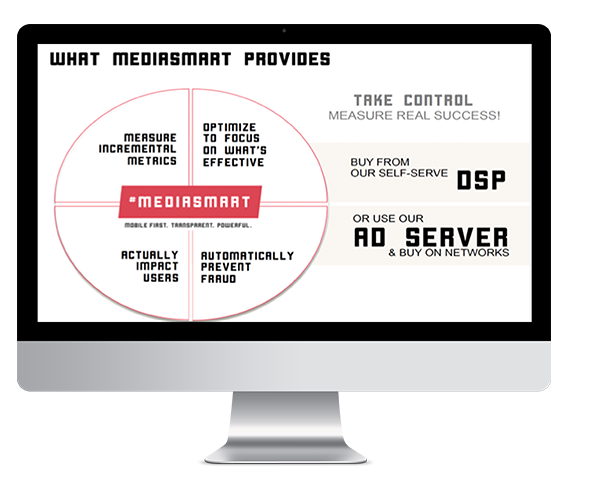 WHAT MEDIASMART PROVIDES
MEASURE
INCREMENTAL
METRICS
OPTIMIZE
TO FOCUS
ON WHAT'S
EFFECTIVE
#MEDIASMART
MOBILE FIRST. TRANSPARENT. POWERFUL.
ACTUALLY
IMPACT
USERS
AUTOMATICALLY
PREVENT
FRAUD
TAKE CONTROL
MEASURE REAL SUCCESS!
BUY FROM
OUR SELF-SERVE DSP
OR USE OUR
AD SERVER
& BUY ON NETWORKS